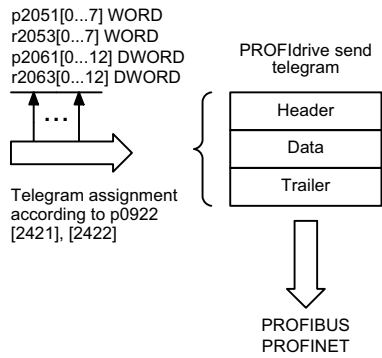 p2051[0...7] WORD
r2053[0...7] WORD
p2061[0...12] DWORD
r2063[0...12] DWORD
...
Telegram assignment
according to p0922
[2421], [2422]
PROFIdrive send
telegram
Header
Data
Trailer
PROFIBUS
PROFINET